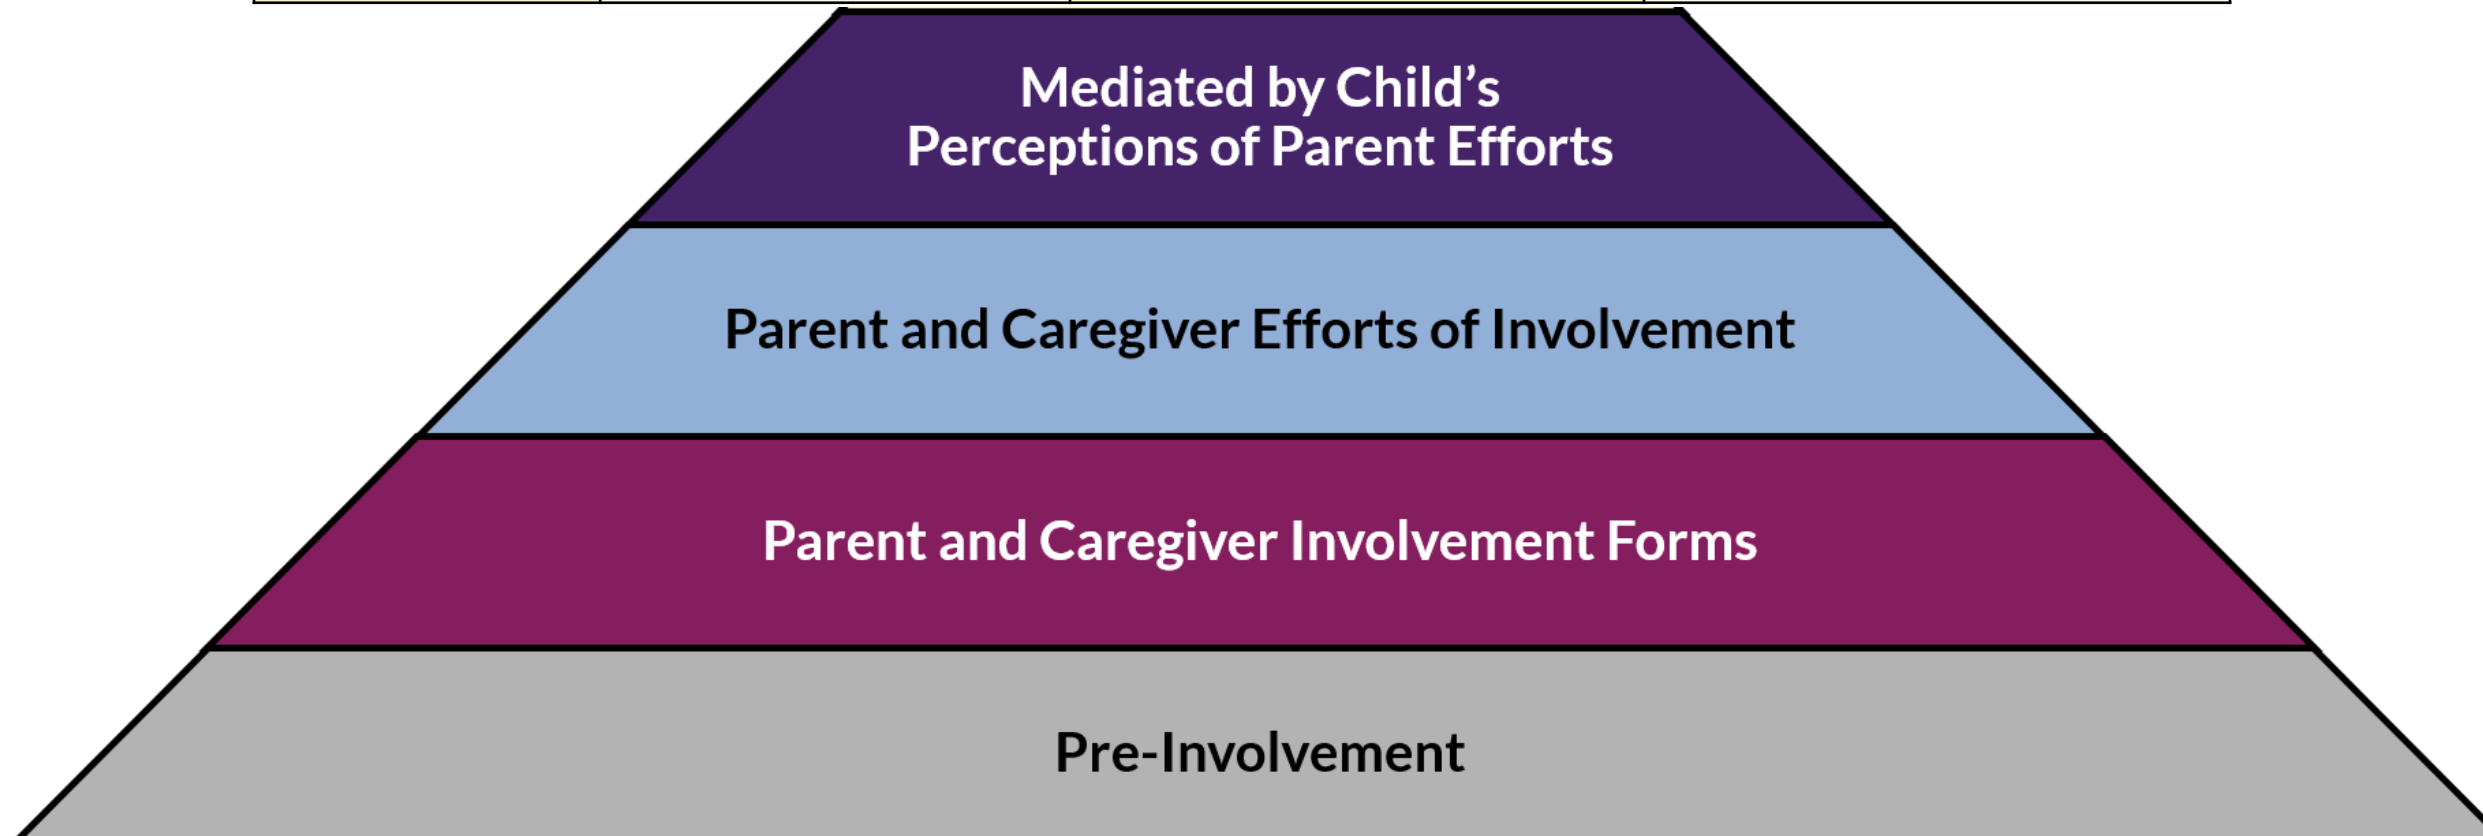 Mediated by Child’s
Perceptions of Parent Efforts
Parent and Caregiver Efforts of Involvement
Parent and Caregiver Involvement Forms
Pre-Involvement